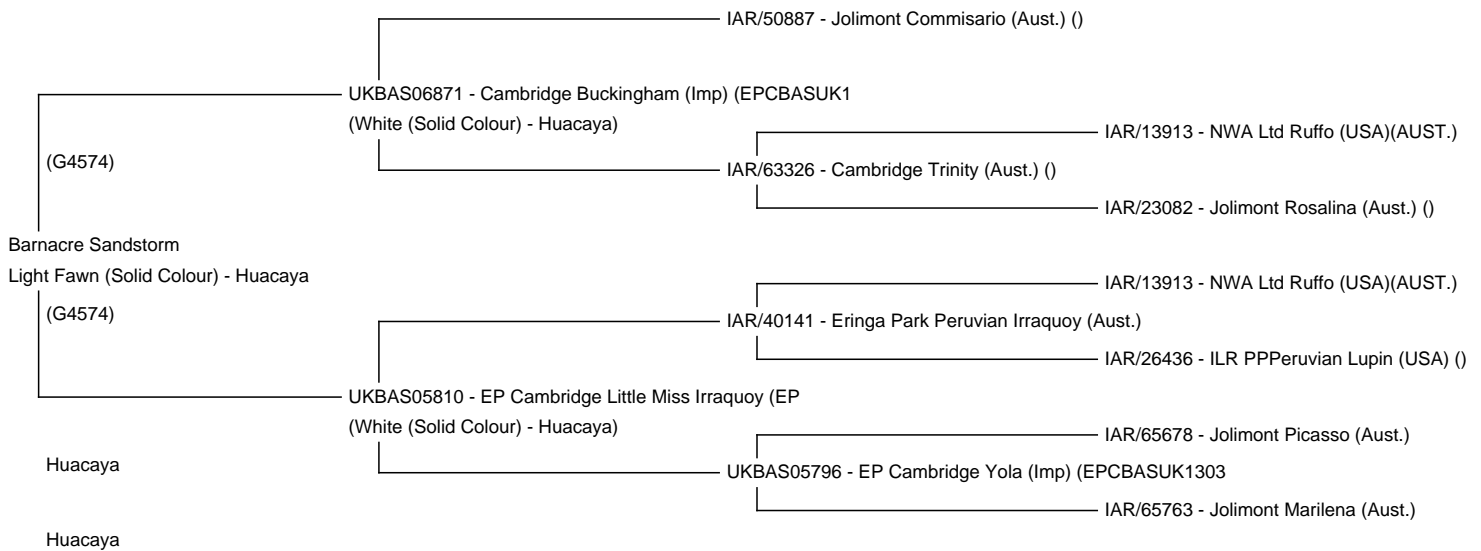 IAR/50887 - Jolimont Commisario (Aust.) ()
UKBAS06871 - Cambridge Buckingham (Imp) (EPCBASUK1
(White (Solid Colour) - Huacaya)
IAR/13913 - NWA Ltd Ruffo (USA)(AUST.)
(G4574)
IAR/63326 - Cambridge Trinity (Aust.) ()
IAR/23082 - Jolimont Rosalina (Aust.) ()
Barnacre Sandstorm
Light Fawn (Solid Colour) - Huacaya
IAR/13913 - NWA Ltd Ruffo (USA)(AUST.)
(G4574)
IAR/40141 - Eringa Park Peruvian Irraquoy (Aust.)
IAR/26436 - ILR PPPeruvian Lupin (USA) ()
UKBAS05810 - EP Cambridge Little Miss Irraquoy (EP
(White (Solid Colour) - Huacaya)
IAR/65678 - Jolimont Picasso (Aust.)
Huacaya
UKBAS05796 - EP Cambridge Yola (Imp) (EPCBASUK1303
IAR/65763 - Jolimont Marilena (Aust.)
Huacaya